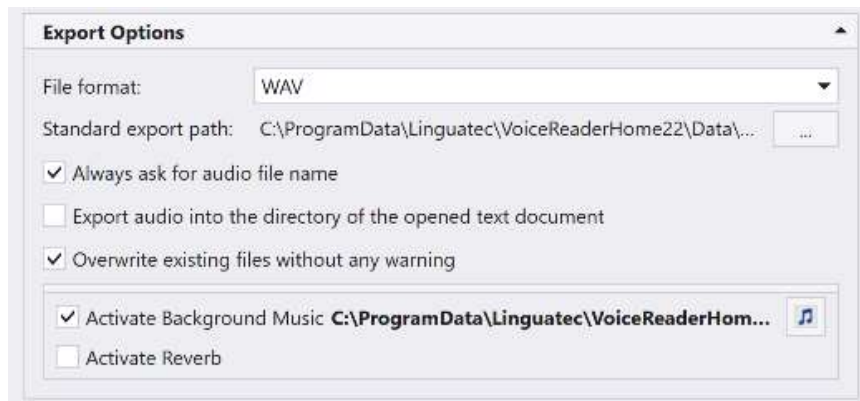 Export Options
File format: WAV
Standard export path: C:\ProgramData\Linguatec\VoiceReaderHome22\Data\... ...
Always ask for audio file name
Export audio into the directory of the opened text document
Overwrite existing files without any warning
Activate Background Music C:\ProgramData\Linguatec\VoiceReaderHom...
Activate Reverb